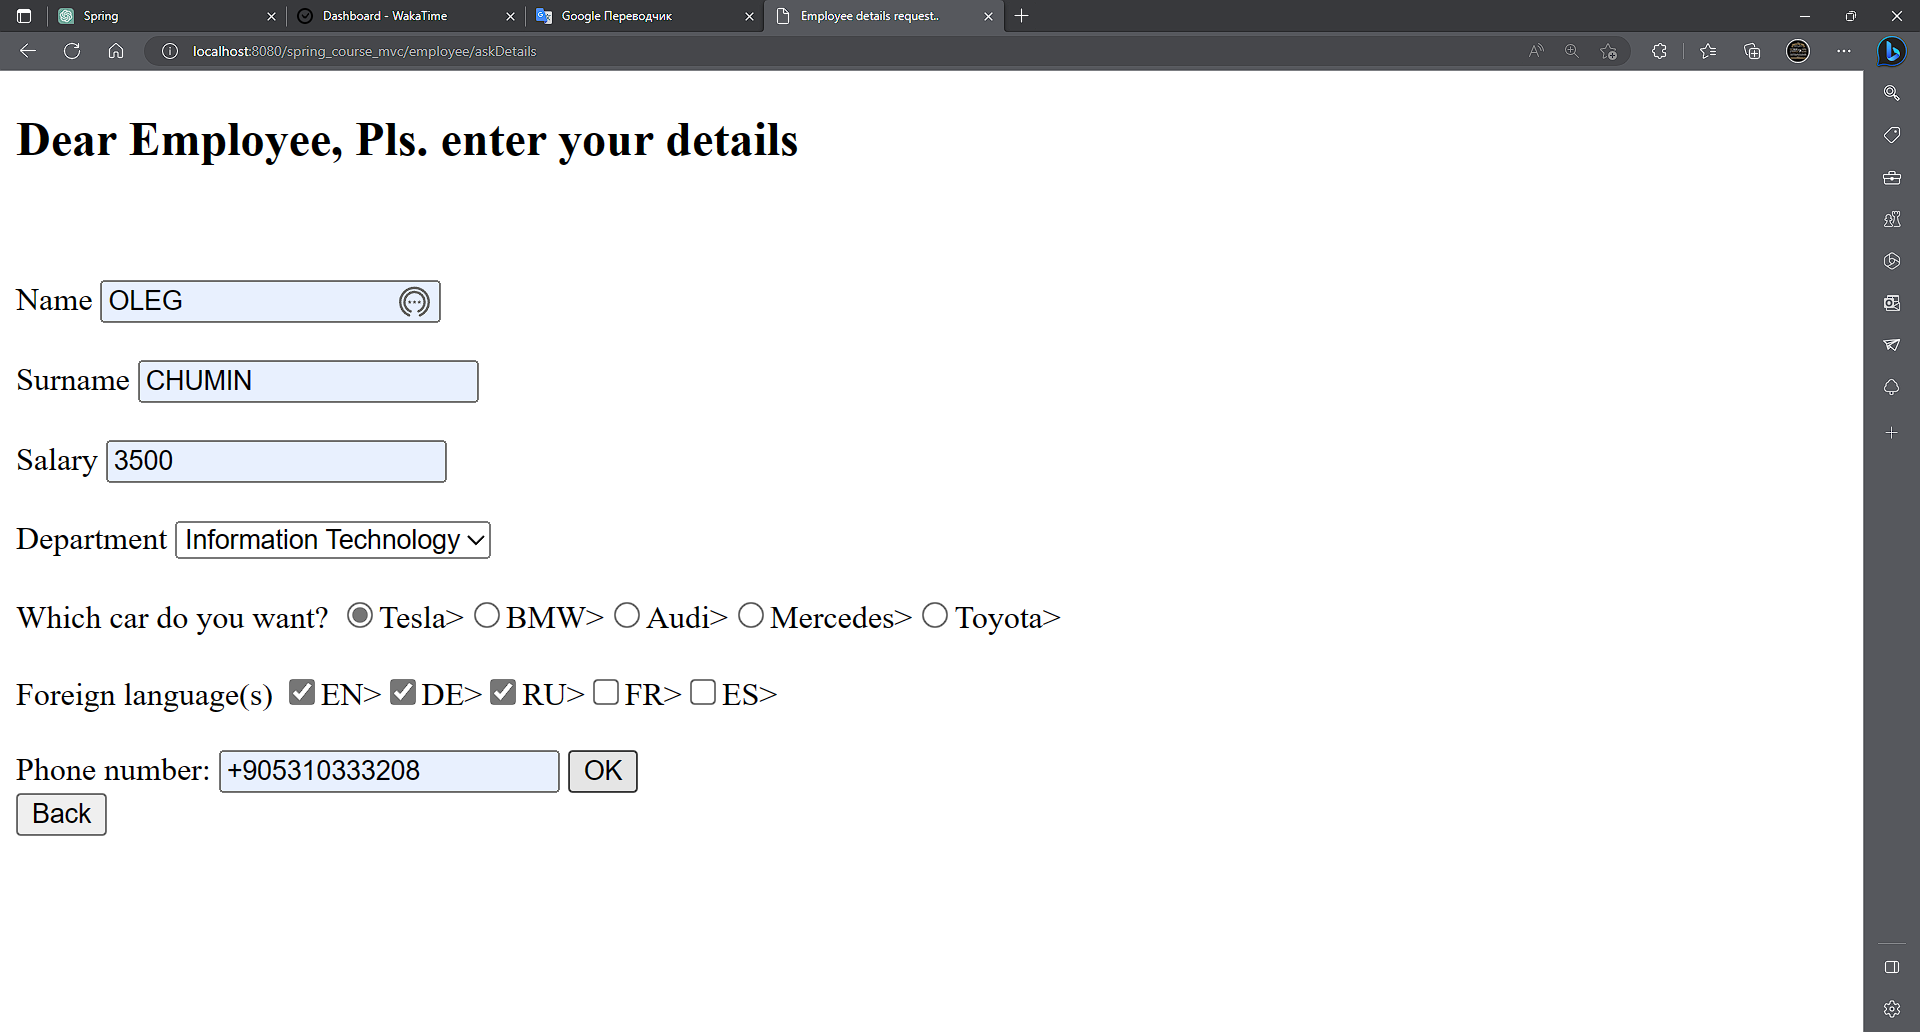 Spring
Dashboard - WakaTime
Google Переводчик
Employee details request..
localhost:8080/spring_course_mvc/employee/askDetails
Dear Employee, Pls. enter your details
Name OLEG
Surname CHUMIN
Salary 3500
Department Information Technology
Which car do you want? Tesla> BMW> Audi> Mercedes> Toyota>
Foreign language(s) EN> DE> RU> FR> ES>
Phone number: +905310333208 OK
Back